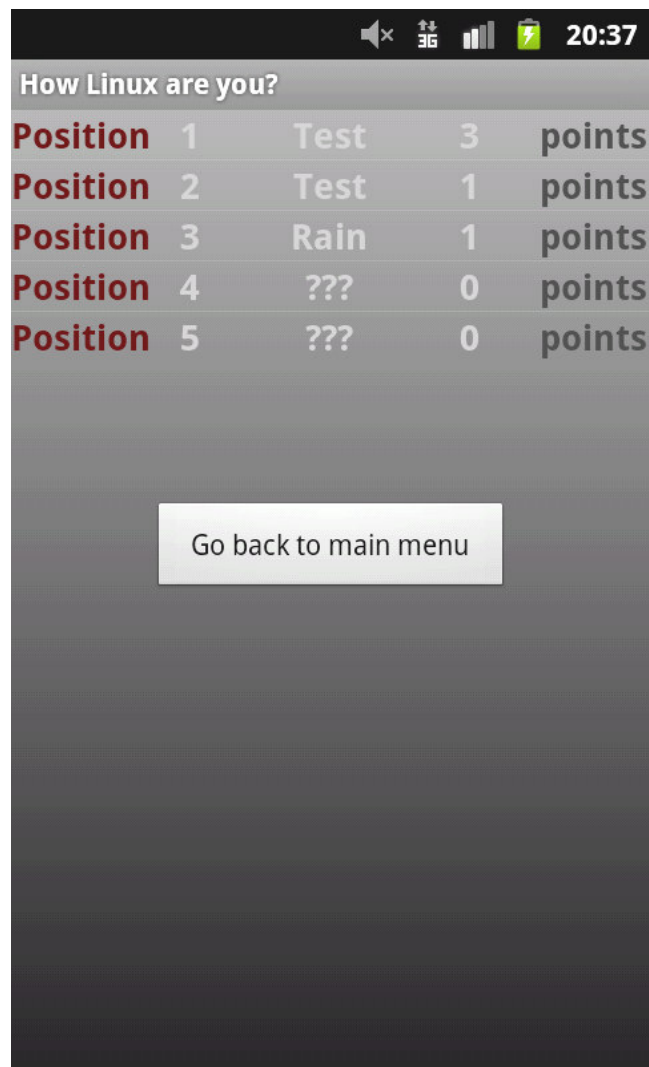 3G 20:37
How Linux are you?
Position 1 Test 3 points
Position 2 Test 1 points
Position 3 Rain 1 points
Position 4 ??? 0 points
Position 5 ??? 0 points
Go back to main menu